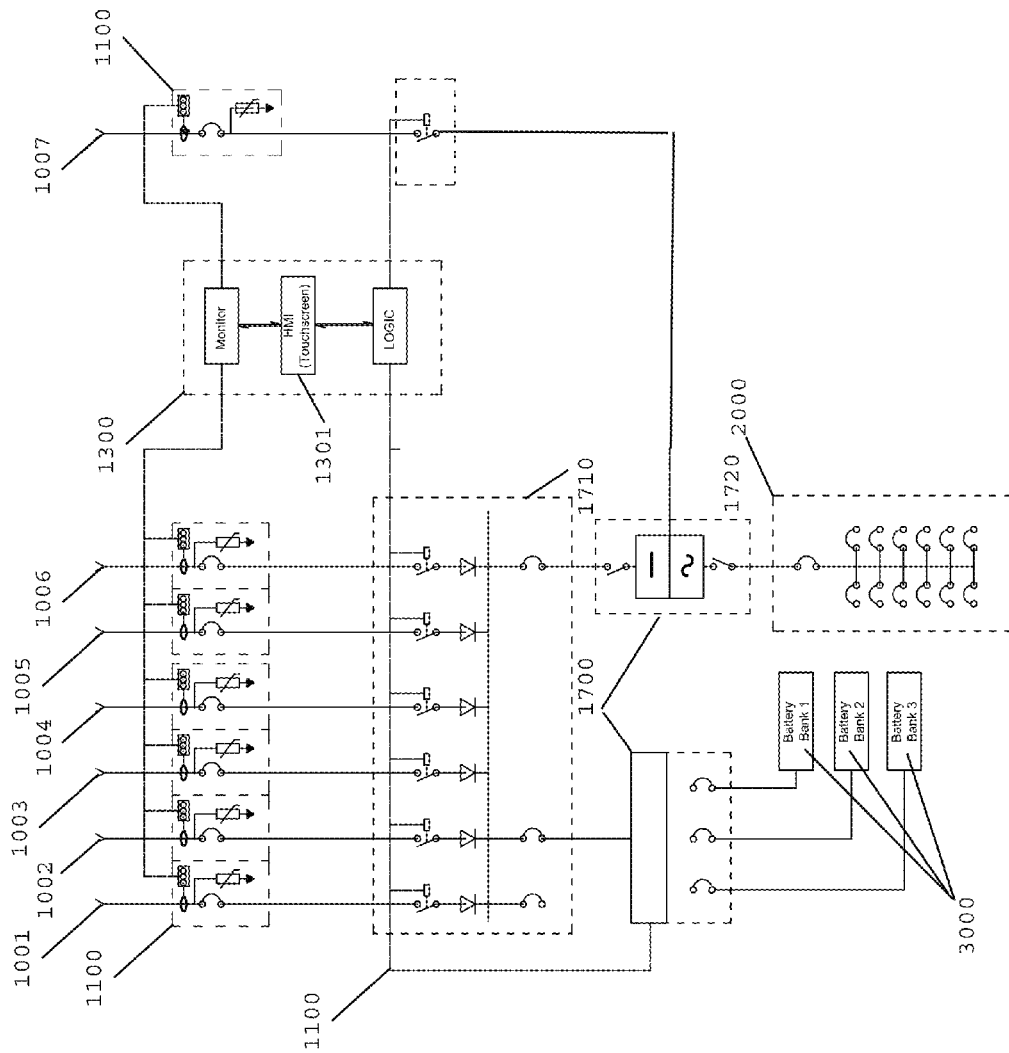 1100
1007
Monitor
HMI
(Touchscreen)
LOGIC
1300
1301
1006
1005
1004
1003
1002
1001
1100
1710
1720
2000
1700
1100
Battery
Bank 1
Battery
Bank 2
Battery
Bank 3
3000